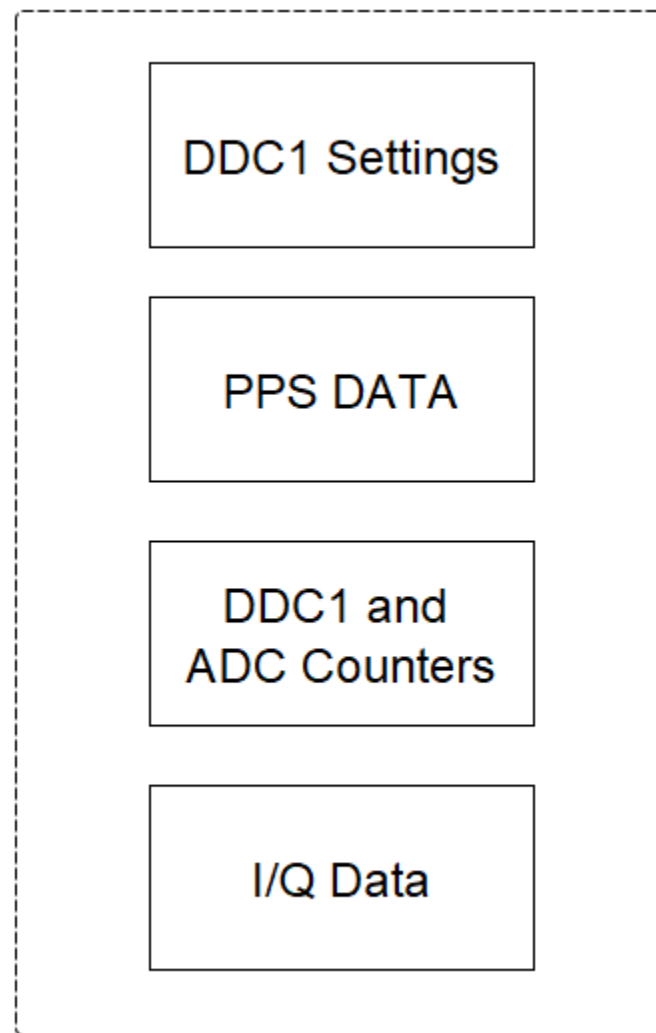 DDC1 Settings
PPS DATA
DDC1 and
ADC Counters
I/Q Data